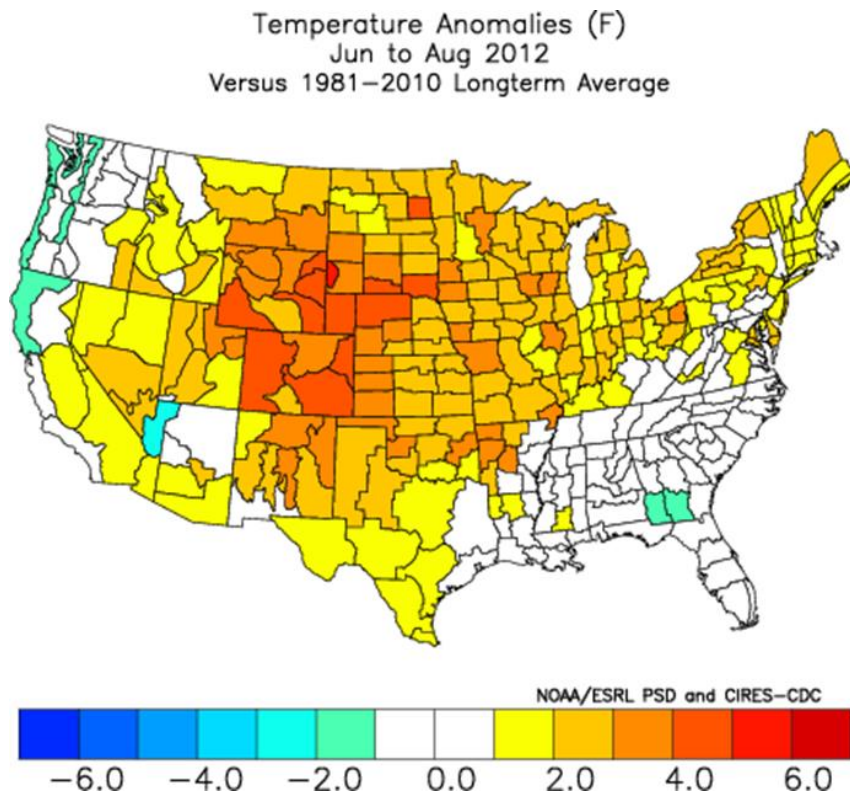 Temperature Anomalies (F)
Jun to Aug 2012
Versus 1981−2010 Longterm Average
NOAA/ESRL PSD and CIRES−CDC
−6.0 −4.0 −2.0 0.0 2.0 4.0 6.0